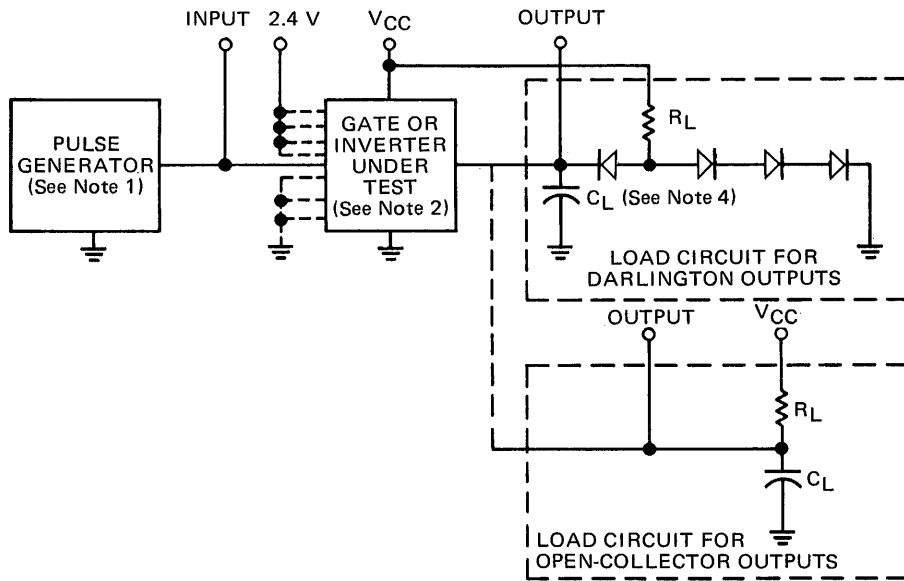 INPUT 2.4 V VCC OUTPUT
PULSE
GENERATOR
(See Note 1)
GATE OR
INVERTER
UNDER
TEST
(See Note 2)
RL
CL (See Note 4)
LOAD CIRCUIT FOR
DARLINGTON OUTPUTS
OUTPUT VCC
RL
CL
LOAD CIRCUIT FOR
OPEN-COLLECTOR OUTPUTS